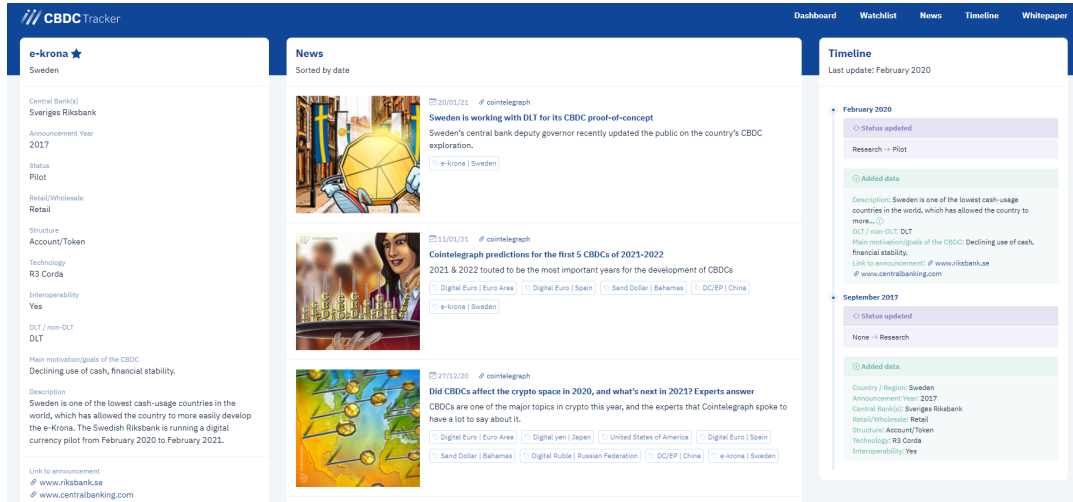 CBDC Tracker
Dashboard
Watchlist
News
Timeline
Whitepaper
e-krona
Sweden
Central Bank(s)
Sveriges Riksbank
Announcement Year
2017
Status
Pilot
Retail/Wholesale
Retail
Structure
Account/Token
Technology
R3 Corda
Interoperability
Yes
DLT / non-DLT
DLT
Main motivation/goals of the CBDC
Declining use of cash, financial stability.
Description
Sweden is one of the lowest cash-usage countries in the
world, which has allowed the country to more easily develop
the e-Krona. The Swedish Riksbank is running a digital
currency pilot from February 2020 to February 2021.
Link to announcement
www.riksbank.se
www.centralbanking.com
News
Sorted by date
20/01/21 cointelegraph
Sweden is working with DLT for its CBDC proof-of-concept
Sweden's central bank deputy governor recently updated the public on the country's CBDC
exploration.
e-krona | Sweden
11/01/21 cointelegraph
Cointelegraph predictions for the first 5 CBDCs of 2021-2022
2021 & 2022 touted to be the most important years for the development of CBDCs
Digital Euro | Euro Area
Digital Euro | Spain
Sand Dollar | Bahamas
DC/EP | China
e-krona | Sweden
27/12/20 cointelegraph
Did CBDCs affect the crypto space in 2020, and what's next in 2021? Experts answer
CBDCs are one of the major topics in crypto this year, and the experts that Cointelegraph spoke to
have a lot to say about it.
Digital Euro | Euro Area
Digital yen | Japan
United States of America
Digital Euro | Spain
Sand Dollar | Bahamas
Digital Ruble | Russian Federation
DC/EP | China
e-krona | Sweden
Timeline
Last update: February 2020
February 2020
Status updated
Research → Pilot
Added data
Description: Sweden is one of the lowest cash-usage
countries in the world, which has allowed the country to
more...
DLT / non-DLT: DLT
Main motivation/goals of the CBDC: Declining use of cash,
financial stability.
Link to announcement: www.riksbank.se
www.centralbanking.com
September 2017
Status updated
None → Research
Added data
Country / Region: Sweden
Announcement Year: 2017
Central Bank(s): Sveriges Riksbank
Retail/Wholesale: Retail
Structure: Account/Token
Technology: R3 Corda
Interoperability: Yes